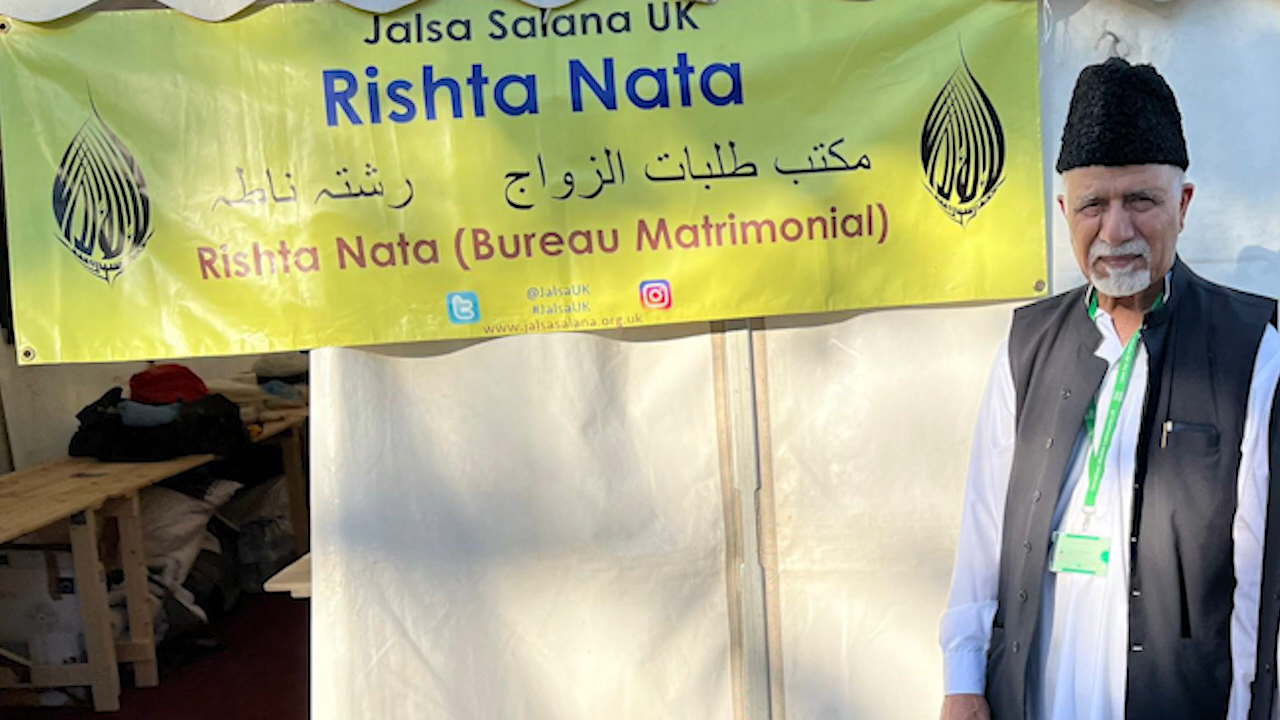 Jalsa Salana UK
Rishta Nata
رشتہ ناطہ
مكتب طلبات الزواج
Rishta Nata (Bureau Matrimonial)
@JalsaUK
#JalsaUK
www.jalsasalana.org.uk